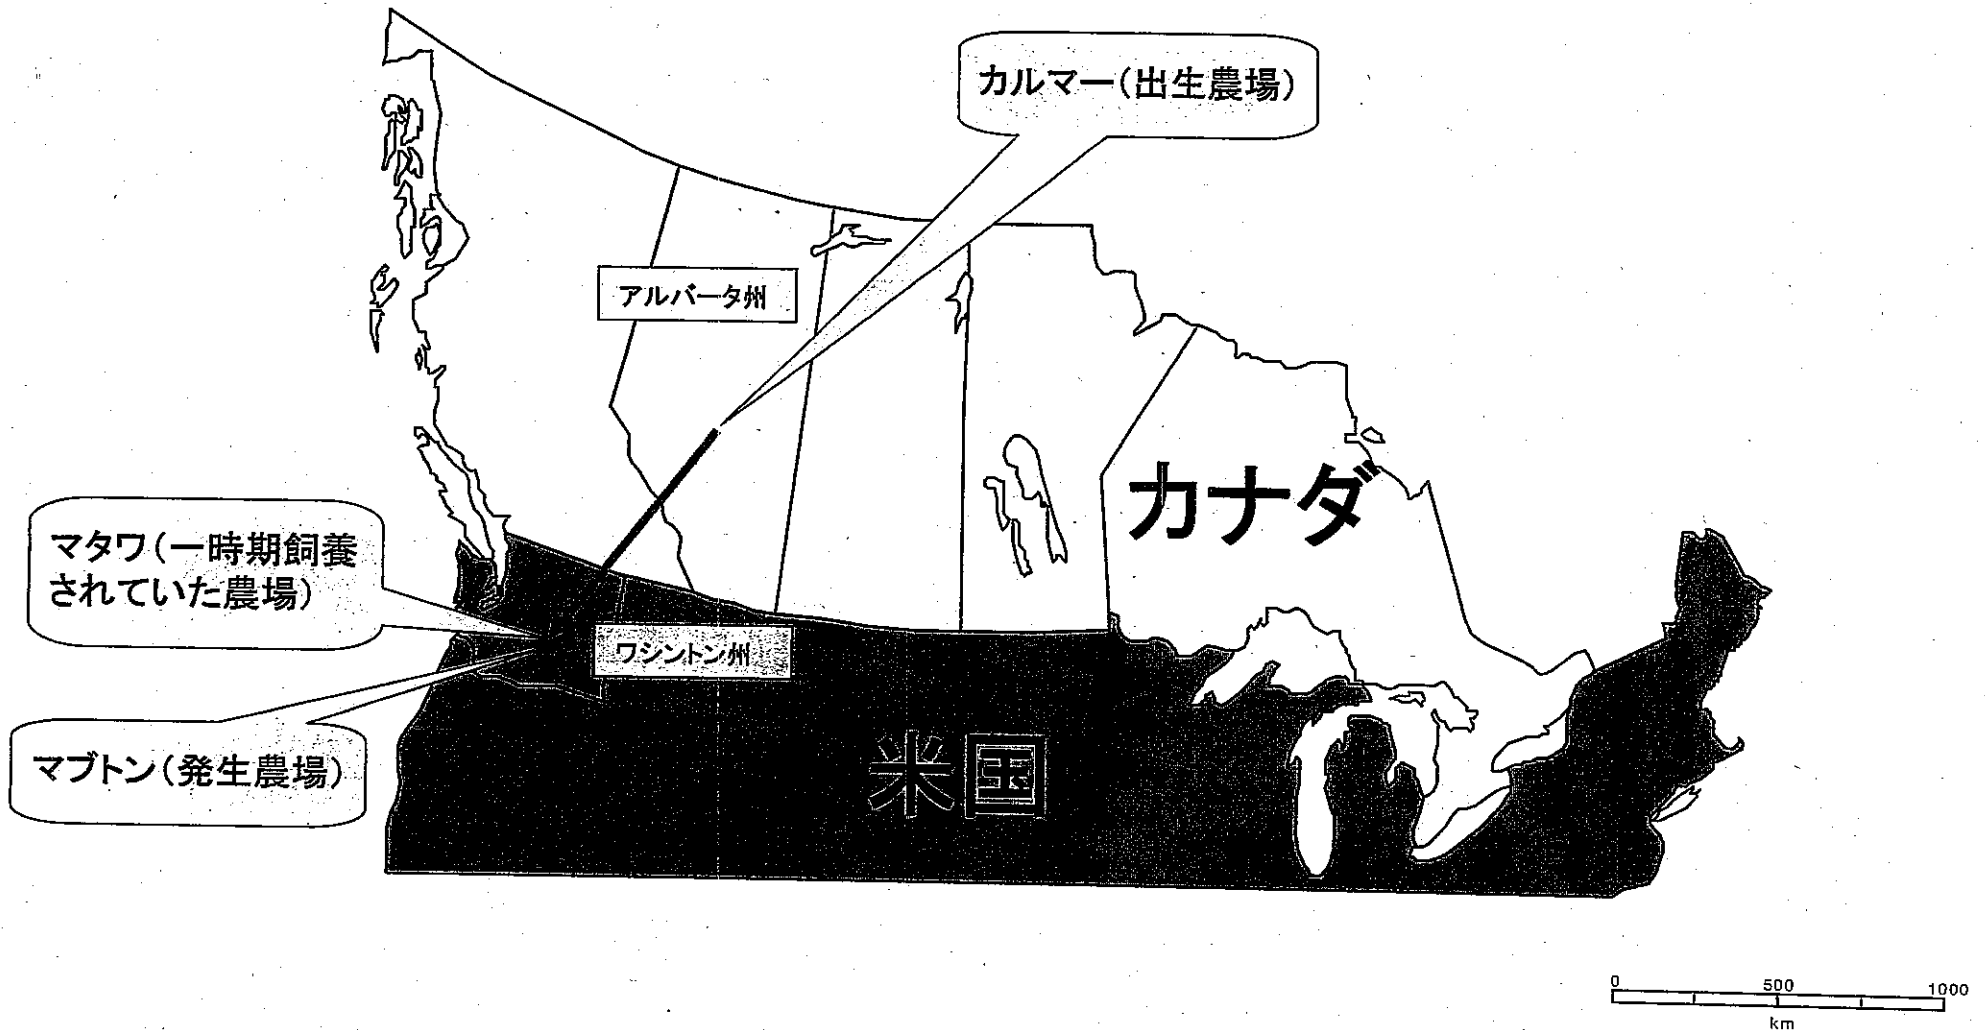 カルマー(出生農場)
アルバータ州
カナダ
マタワ(一時期飼養
されていた農場)
ワシントン州
米国
マブトン(発生農場)
0 500 1000
km